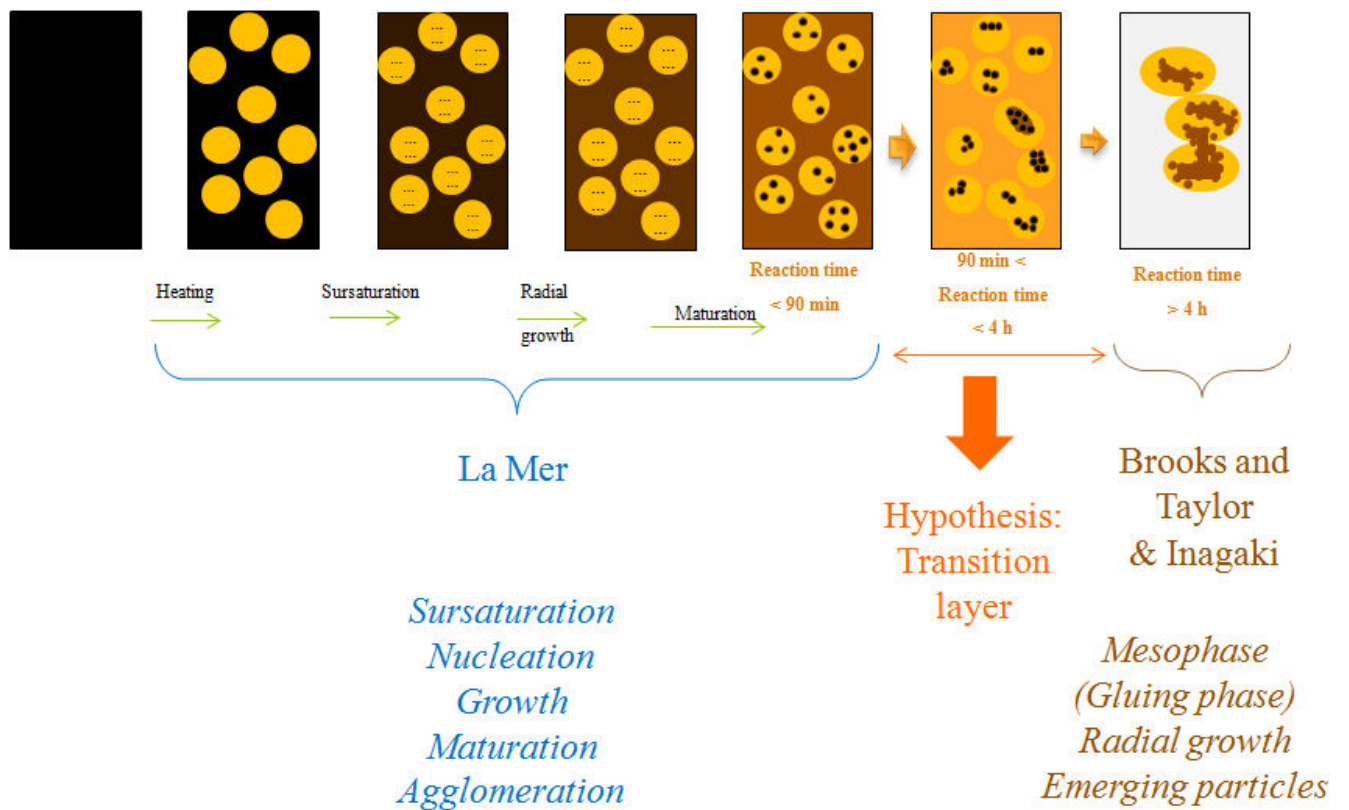 Heating
Sursaturation
Radial
growth
Maturation
Reaction time
< 90 min
90 min <
Reaction time
< 4 h
Reaction time
> 4 h
La Mer
Hypothesis:
Transition
layer
Brooks and
Taylor
& Inagaki
Sursaturation
Nucleation
Growth
Maturation
Agglomeration
Mesophase
(Gluing phase)
Radial growth
Emerging particles